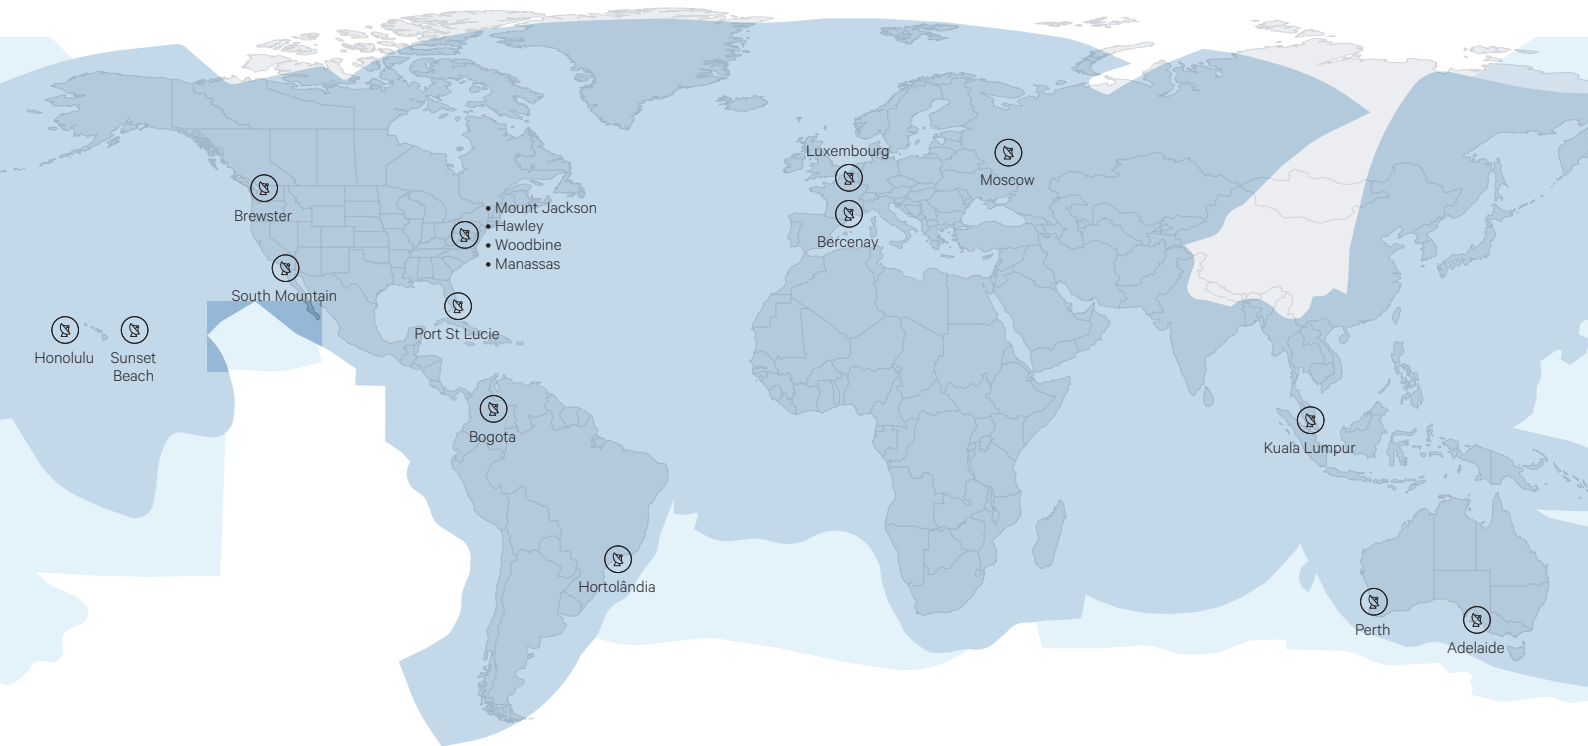 Luxembourg
Moscow
Brewster
• Mount Jackson
• Hawley
• Woodbine
• Manassas
Bercenay
South Mountain
Port St Lucie
Honolulu
Sunset
Beach
Bogota
Kuala Lumpur
Hortolândia
Perth
Adelaide